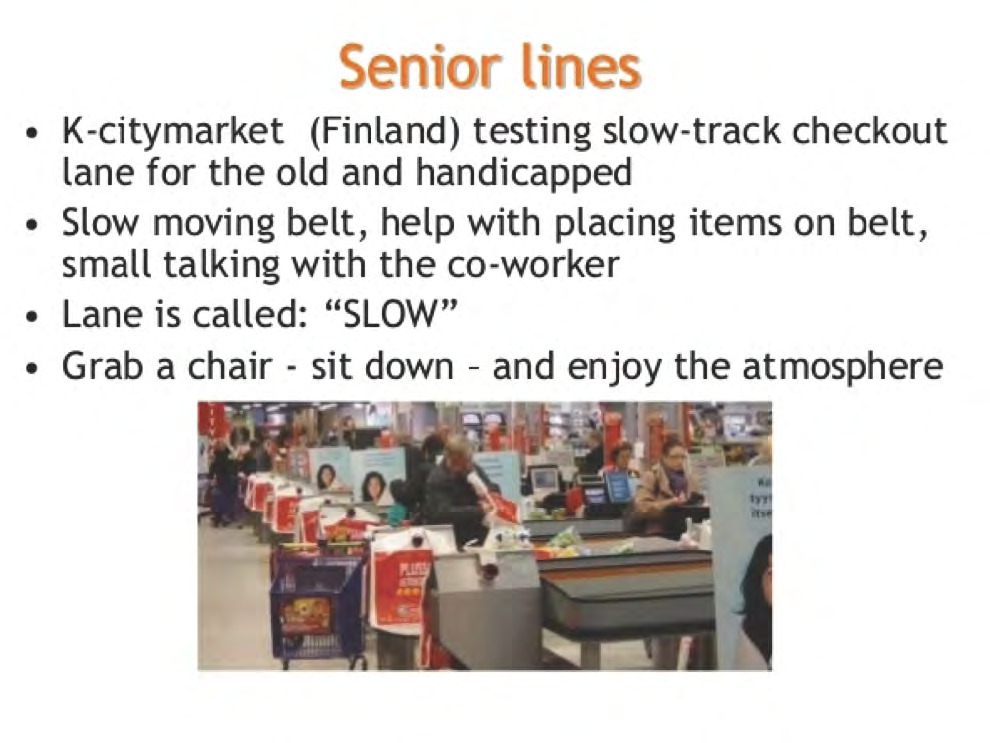 Senior lines
• K-citymarket (Finland) testing slow-track checkout
lane for the old and handicapped
• Slow moving belt, help with placing items on belt,
small talking with the co-worker
• Lane is called: “SLOW”
• Grab a chair - sit down – and enjoy the atmosphere
PLUSSA